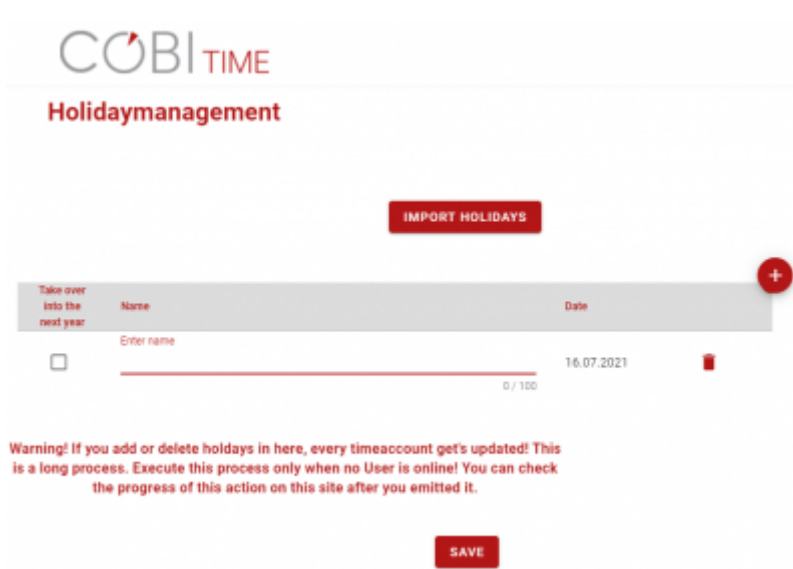 COBI TIME
Holidaymanagement
IMPORT HOLIDAYS
+
Take over
into the
next year
Name
Date
Enter name
16.07.2021
0 / 100
Warning! If you add or delete holdays in here, every timeaccount get's updated! This
is a long process. Execute this process only when no User is online! You can check
the progress of this action on this site after you emitted it.
SAVE